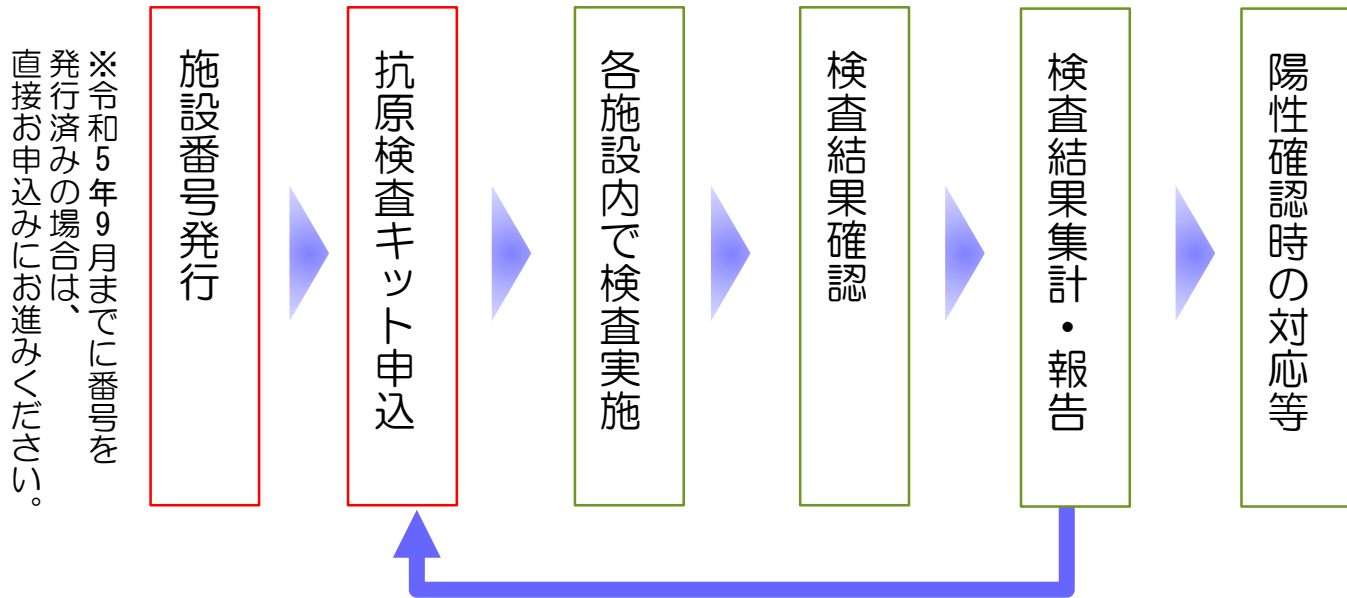 ※令和5年9月までに番号を
発行済みの場合は、
直接お申込みにお進みください。
施設番号発行
抗原検査キット申込
各施設内で検査実施
検査結果確認
検査結果集計・報告
陽性確認時の対応等